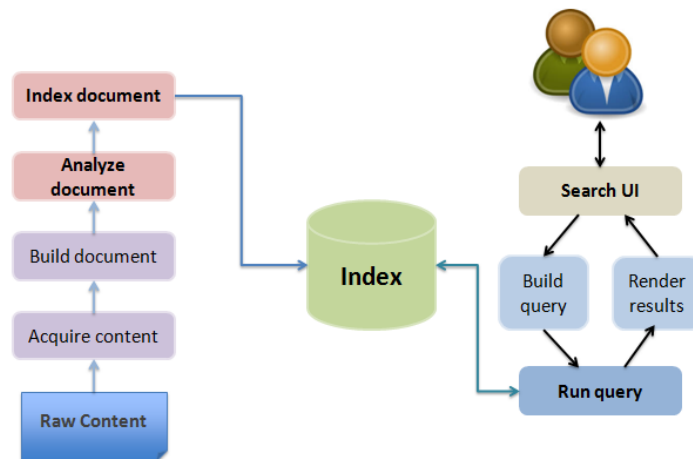 Index document
Analyze
document
Build document
Acquire content
Raw Content
Index
Search UI
Build
query
Render
results
Run query